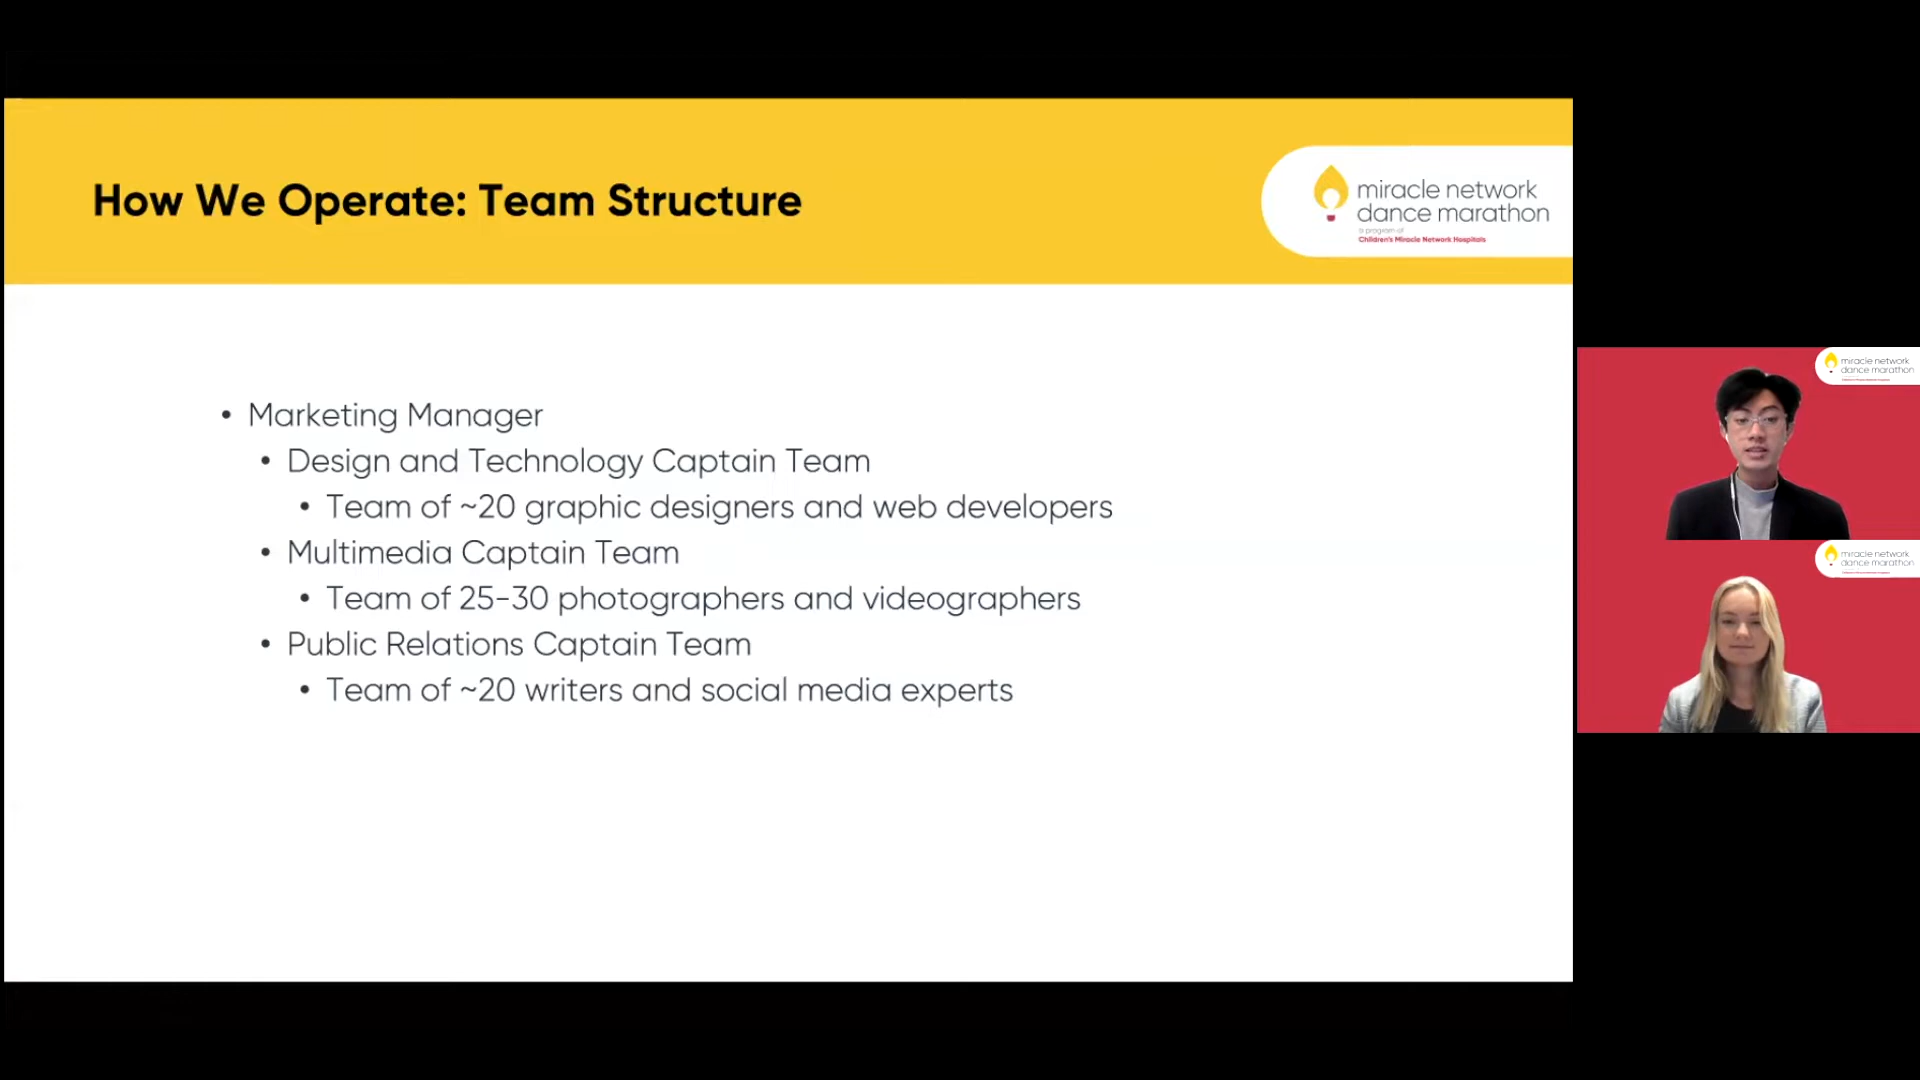 How We Operate: Team Structure
miracle network
dance marathon
a program of
Children's Miracle Network Hospitals
• Marketing Manager
• Design and Technology Captain Team
• Team of ~20 graphic designers and web developers
• Multimedia Captain Team
• Team of 25-30 photographers and videographers
• Public Relations Captain Team
• Team of ~20 writers and social media experts
miracle network
dance marathon
miracle network
dance marathon